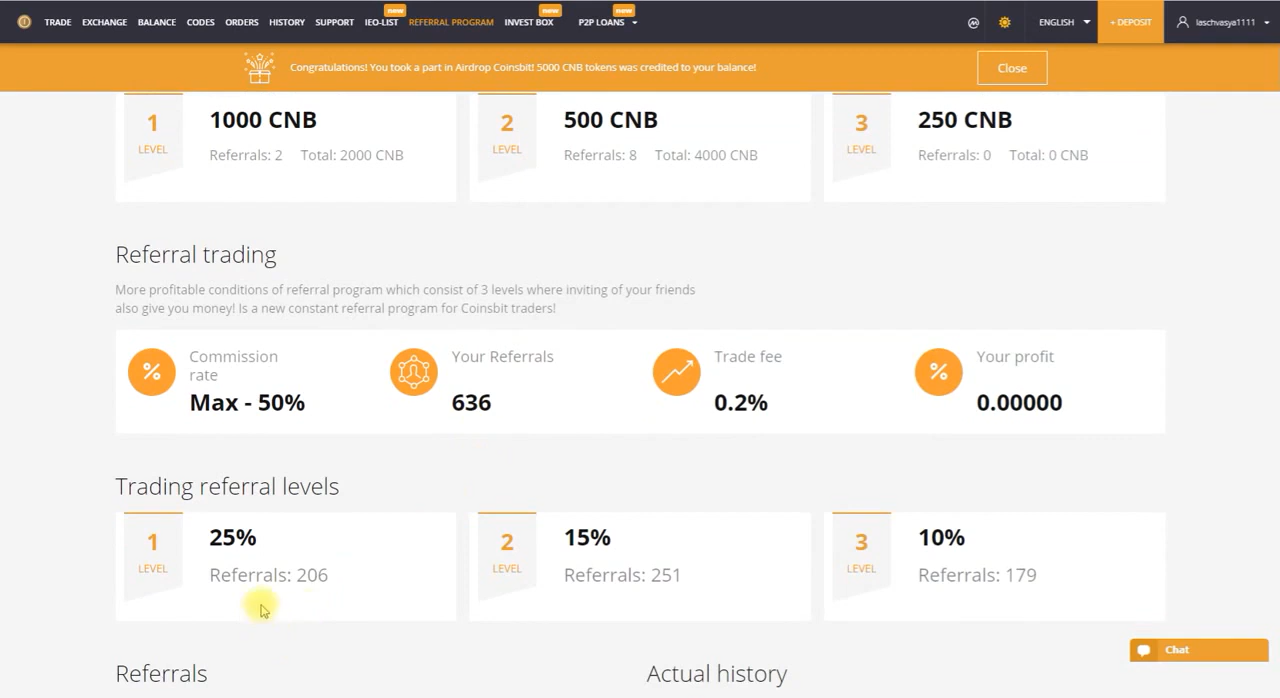 TRADE EXCHANGE BALANCE CODES ORDERS HISTORY SUPPORT IEO-LIST new REFERRAL PROGRAM INVEST BOX new P2P LOANS new ENGLISH + DEPOSIT laschvasya1111
Congratulations! You took a part in Airdrop Coinsbit! 5000 CNB tokens was credited to your balance! Close
1 LEVEL
1000 CNB
Referrals: 2 Total: 2000 CNB
2 LEVEL
500 CNB
Referrals: 8 Total: 4000 CNB
3 LEVEL
250 CNB
Referrals: 0 Total: 0 CNB
Referral trading
More profitable conditions of referral program which consist of 3 levels where inviting of your friends
also give you money! Is a new constant referral program for Coinsbit traders!
%
Commission
rate
Max - 50%
Your Referrals
636
Trade fee
0.2%
%
Your profit
0.00000
Trading referral levels
1 LEVEL
25%
Referrals: 206
2 LEVEL
15%
Referrals: 251
3 LEVEL
10%
Referrals: 179
Chat
Referrals
Actual history